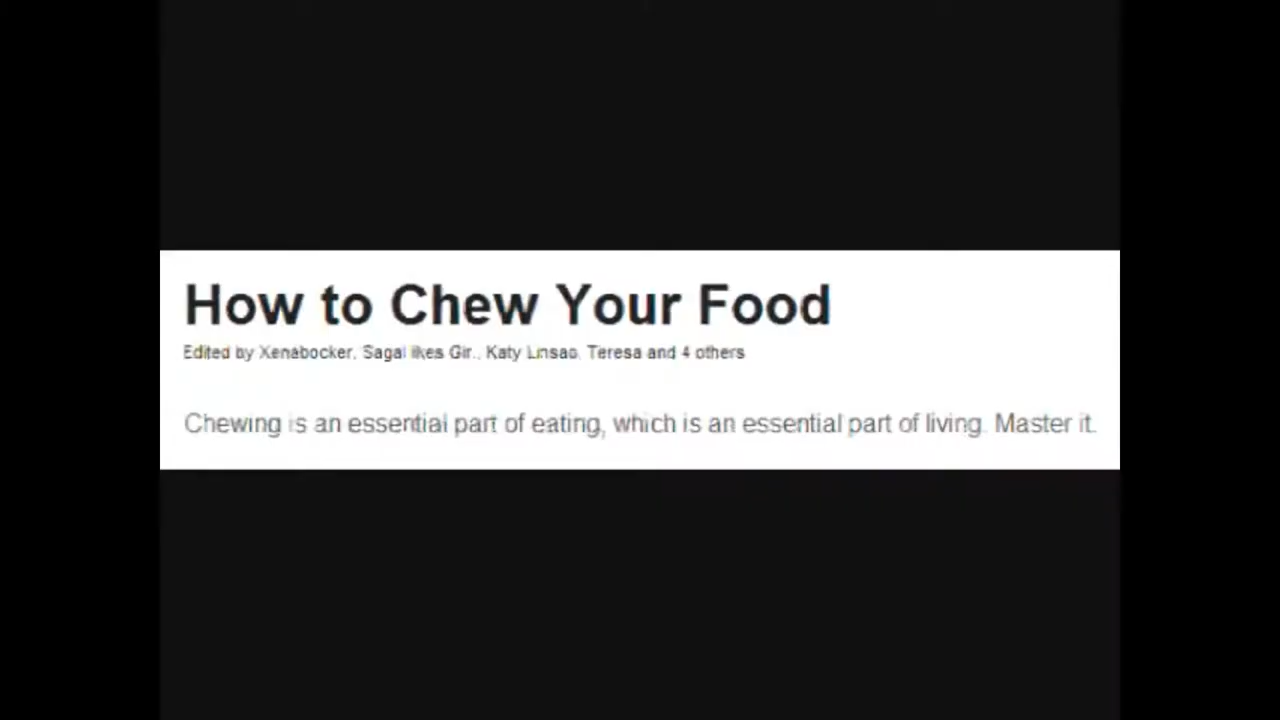 How to Chew Your Food
Edited by Xenabocker, Sagal likes Gir., Katy Linsao, Teresa and 4 others
Chewing is an essential part of eating, which is an essential part of living. Master it.